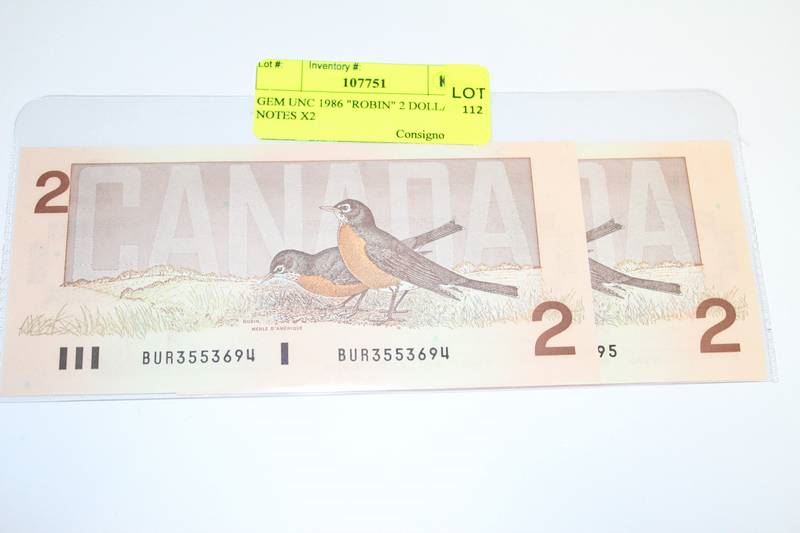 Lot #: Inventory #:
107751
LOT
112
GEM UNC 1986 "ROBIN" 2 DOLL
NOTES X2
Consigno
2 CANADA DA
ROBIN
MERLE D'AMÉRIQUE
2 2
BUR3553694 BUR3553694 95